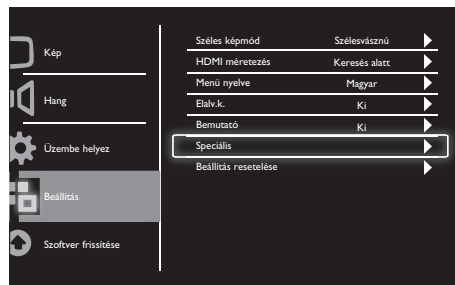 Kép
Hang
Üzembe helyez
Beállítás
Szoftver frissítése
Széles képmód Szélesvásznú
HDMI méretezés Keresés alatt
Menü nyelve Magyar
Elalv.k. Ki
Bemutató Ki
Speciális
Beállítás resetelése